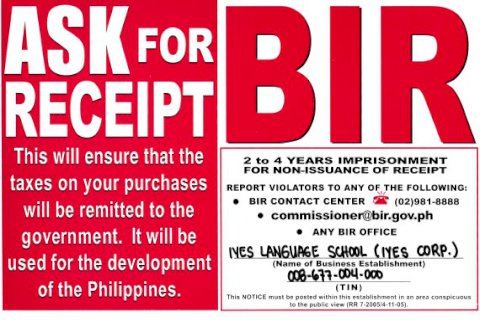 ASK FOR
RECEIPT
This will ensure that the
taxes on your purchases
will be remitted to the
government. It will be
used for the development
of the Philippines.
BIR
2 to 4 YEARS IMPRISONMENT
FOR NON-ISSUANCE OF RECEIPT
REPORT VIOLATORS TO ANY OF THE FOLLOWING:
• BIR CONTACT CENTER ☎ (02)981-8888
• commissioner@bir.gov.ph
• ANY BIR OFFICE
IYES LANGUAGE SCHOOL (IYES CORP.)
(Name of Business Establishment)
008-677-004-000
(TIN)
This NOTICE must be posted within this establishment in an area conspicuous
to the public view (RR 7-2005/4-11-05).